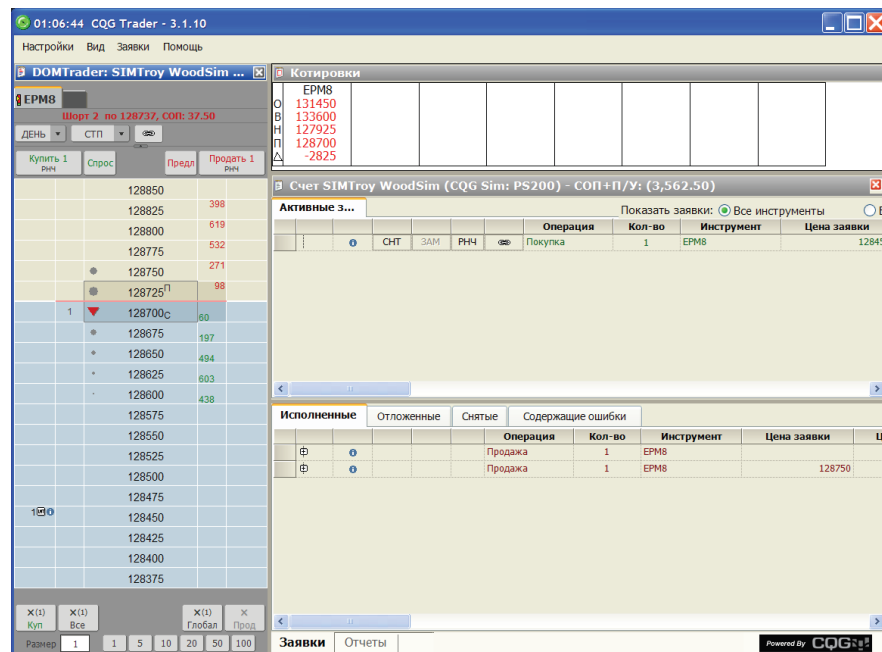 01:06:44 CQG Trader - 3.1.10
Настройки Вид Заявки Помощь
DOMTrader: SIMTroy WoodSim ...
EPM8
Шорт 2 по 128737, СОП: 37.50
ДЕНЬ СТП
Купить 1 РНЧ Спрос Предл Продать 1 РНЧ
128850
128825 398
128800 619
128775 532
128750 271
128725П 98
1 128700С 60
128675 197
128650 494
128625 603
128600 438
128575
128550
128525
128500
128475
1 128450
128425
128400
128375
X(1) Куп X(1) Все X(1) Глобал X Прод
Размер 1 1 5 10 20 50 100
Котировки
EPM8
О 131450
В 133600
Н 127925
П 128700
△ -2825
Счет SIMTroy WoodSim (CQG Sim: PS200) - СОП+П/У: (3,562.50)
Активные з... Показать заявки: Все инструменты
Операция Кол-во Инструмент Цена заявки
СНТ ЗАМ РНЧ Покупка 1 EPM8 12845
Исполненные Отложенные Снятые Содержащие ошибки
Операция Кол-во Инструмент Цена заявки
Продажа 1 EPM8
Продажа 1 EPM8 128750
Заявки Отчеты
Powered By CQG